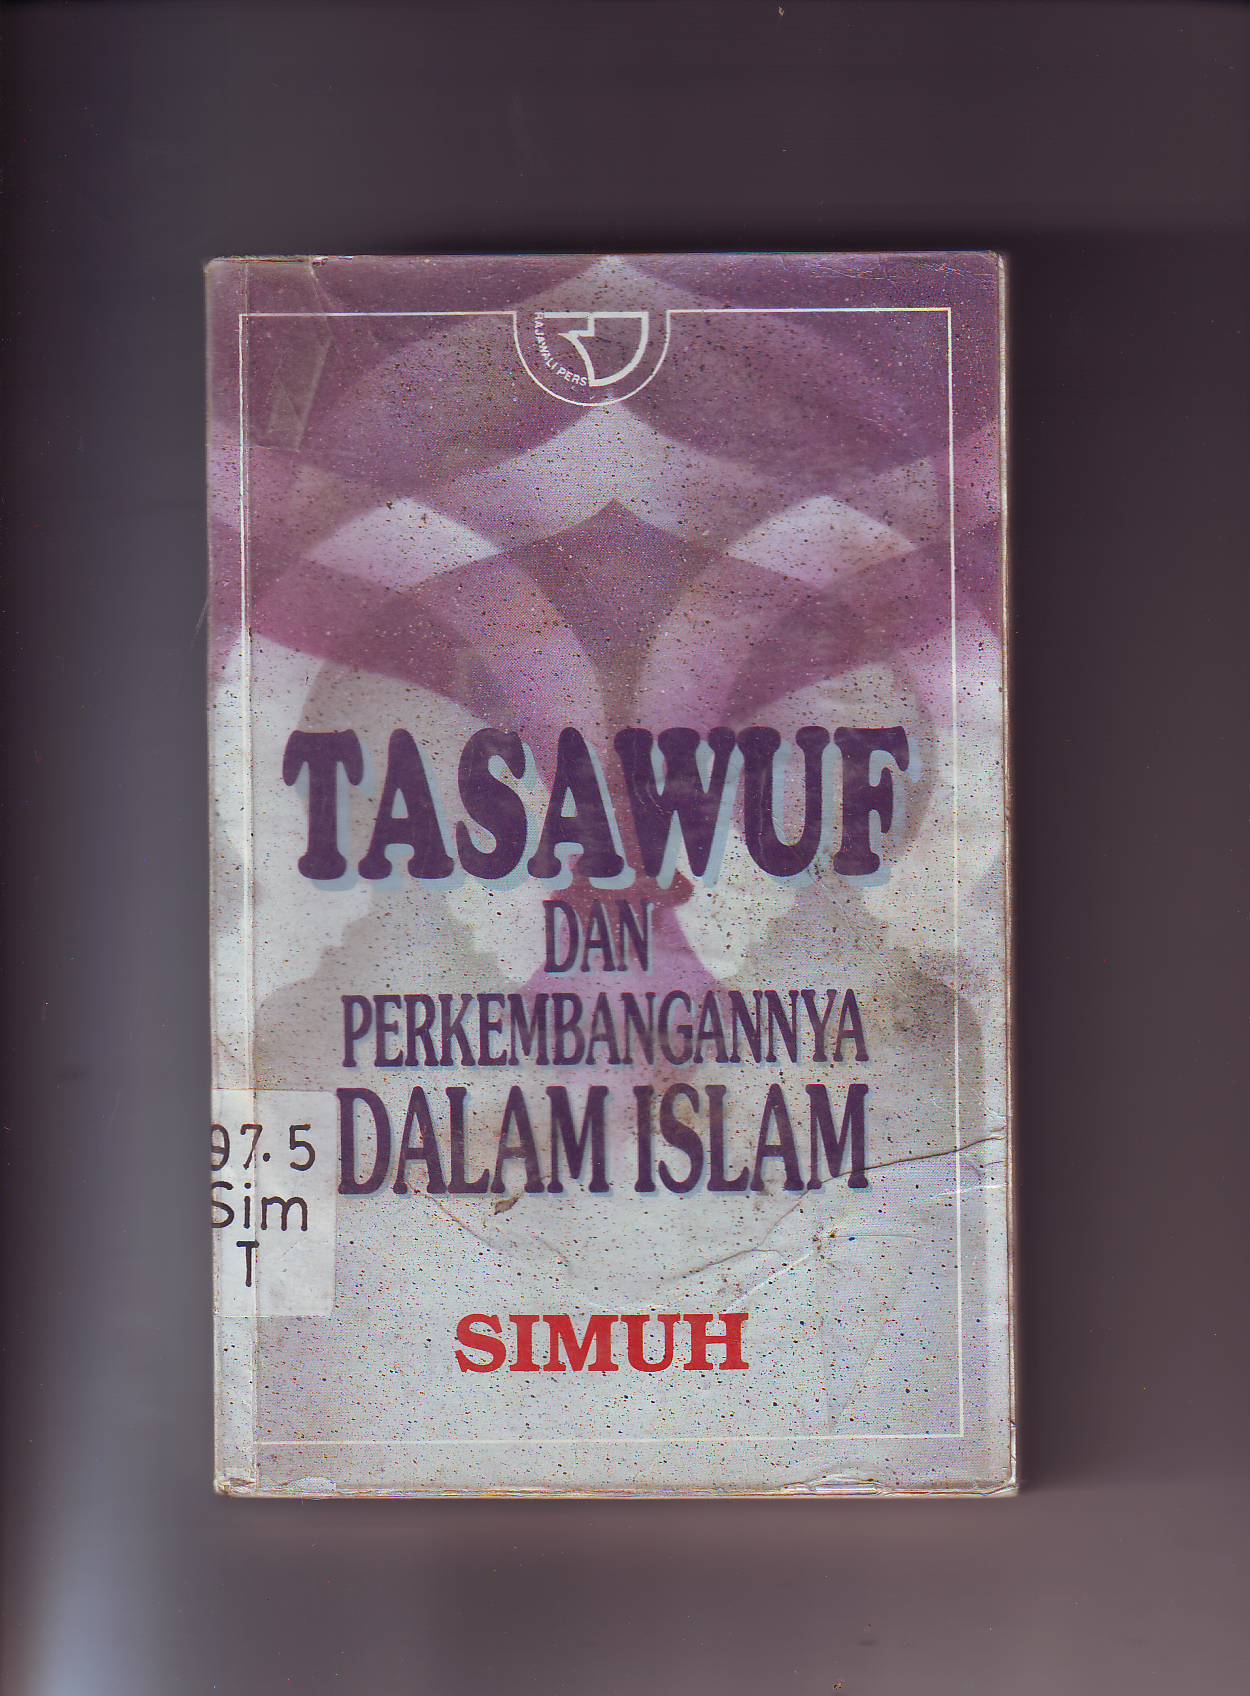 RAJAWALI PERS
TASAWUF
DAN
PERKEMBANGANNYA
DALAM ISLAM
97.5
Sim
T
SIMUH